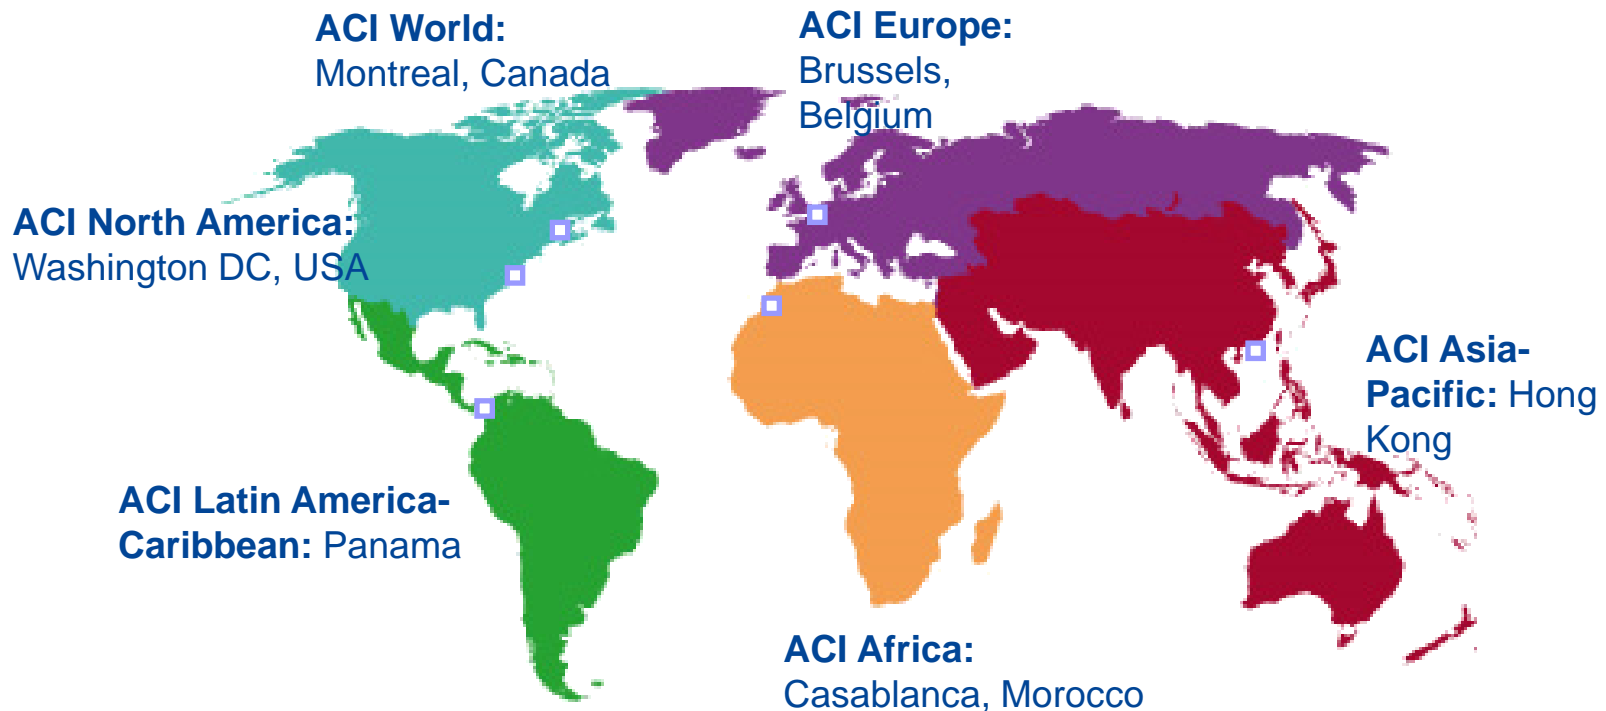 ACI World:
Montreal, Canada
ACI Europe:
Brussels,
Belgium
ACI North America:
Washington DC, USA
ACI Asia-
Pacific: Hong
Kong
ACI Latin America-
Caribbean: Panama
ACI Africa:
Casablanca, Morocco